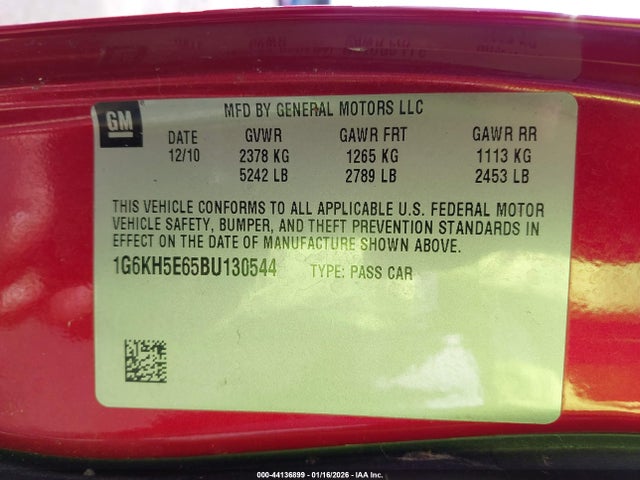 GM
MFD BY GENERAL MOTORS LLC
DATE GVWR GAWR FRT GAWR RR
12/10 2378 KG 1265 KG 1113 KG
5242 LB 2789 LB 2453 LB
THIS VEHICLE CONFORMS TO ALL APPLICABLE U.S. FEDERAL MOTOR
VEHICLE SAFETY, BUMPER, AND THEFT PREVENTION STANDARDS IN
EFFECT ON THE DATE OF MANUFACTURE SHOWN ABOVE.
1G6KH5E65BU130544 TYPE: PASS CAR
000-44136899 - 01/16/2026 - IAA Inc.